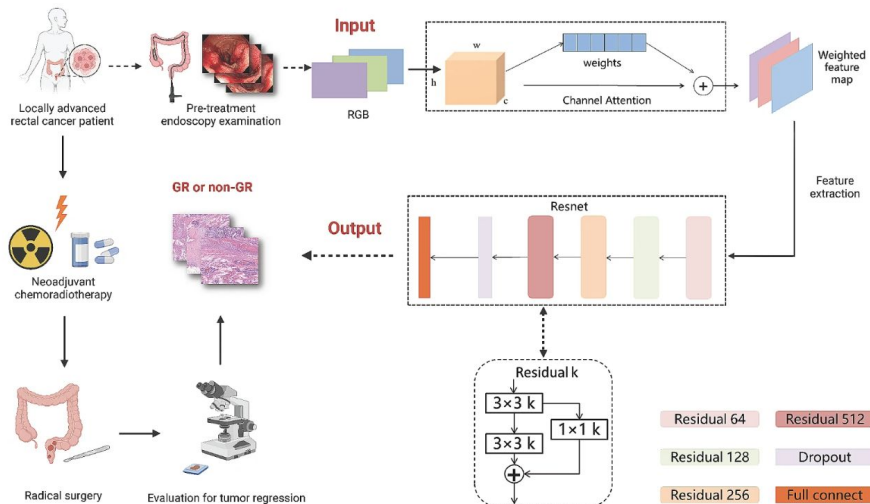 Locally advanced
rectal cancer patient
Pre-treatment
endoscopy examination
Input
RGB
w
h
c
weights
Channel Attention
Weighted
feature
map
Feature
extraction
GR or non-GR
Output
Resnet
Neoadjuvant
chemoradiotherapy
Radical surgery
Evaluation for tumor regression
Residual k
3×3 k
3×3 k
1×1 k
Residual 64
Residual 512
Residual 128
Dropout
Residual 256
Full connect